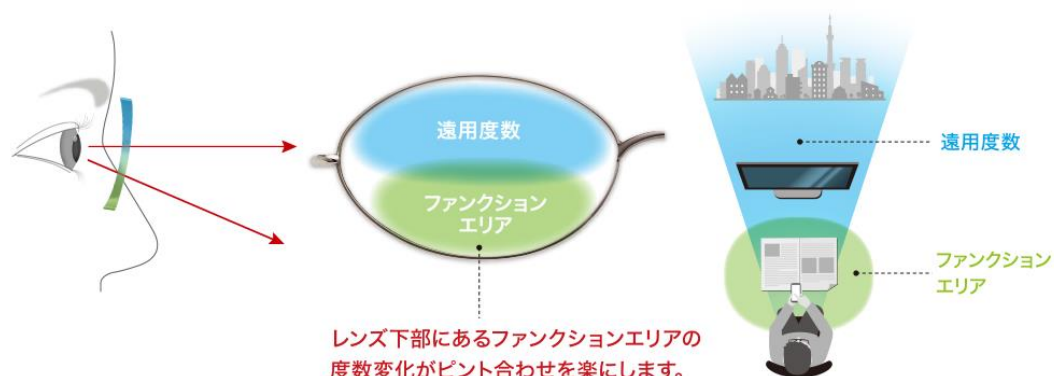 遠用度数
ファンクション
エリア
レンズ下部にあるファンクションエリアの
度数変化がピント合わせを楽にします。
遠用度数
ファンクション
エリア